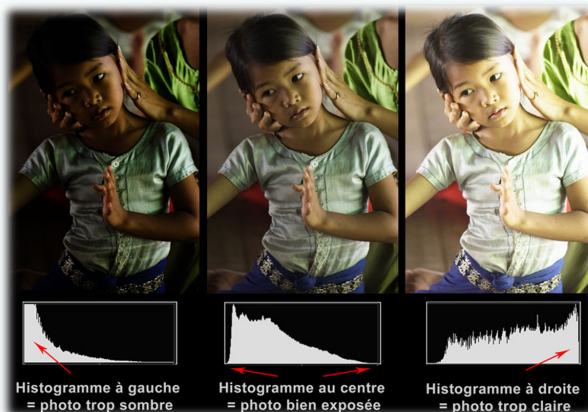 Histogramme à gauche
= photo trop sombre
Histogramme au centre
= photo bien exposée
Histogramme à droite
= photo trop claire